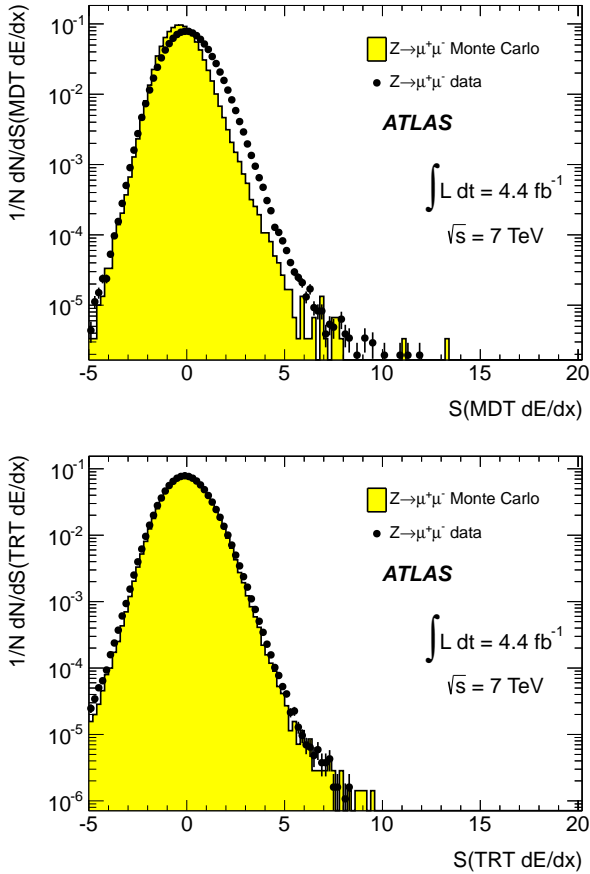 1/N dN/dS(MDT dE/dx)
10⁻¹
10⁻²
10⁻³
10⁻⁴
10⁻⁵
Z→μ⁺μ⁻ Monte Carlo
Z→μ⁺μ⁻ data
ATLAS
∫L dt = 4.4 fb⁻¹
√s = 7 TeV
-5 0 5 10 15 20
S(MDT dE/dx)
1/N dN/dS(TRT dE/dx)
10⁻¹
10⁻²
10⁻³
10⁻⁴
10⁻⁵
10⁻⁶
Z→μ⁺μ⁻ Monte Carlo
Z→μ⁺μ⁻ data
ATLAS
∫L dt = 4.4 fb⁻¹
√s = 7 TeV
-5 0 5 10 15 20
S(TRT dE/dx)